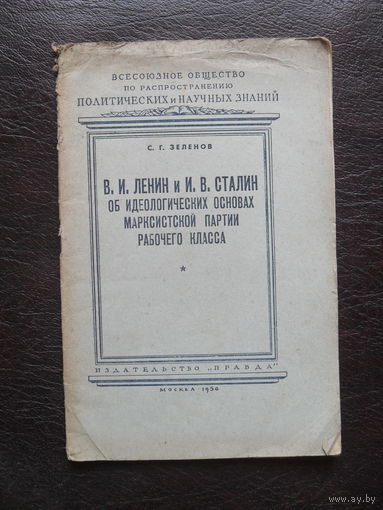 ВСЕСОЮЗНОЕ ОБЩЕСТВО
ПО РАСПРОСТРАНЕНИЮ
ПОЛИТИЧЕСКИХ И НАУЧНЫХ ЗНАНИЙ
С. Г. ЗЕЛЕНОВ
В. И. ЛЕНИН и И. В. СТАЛИН
ОБ ИДЕОЛОГИЧЕСКИХ ОСНОВАХ
МАРКСИСТСКОЙ ПАРТИИ
РАБОЧЕГО КЛАССА
ИЗДАТЕЛЬСТВО „ПРАВДА"
МОСКВА 1950
www.ay.by